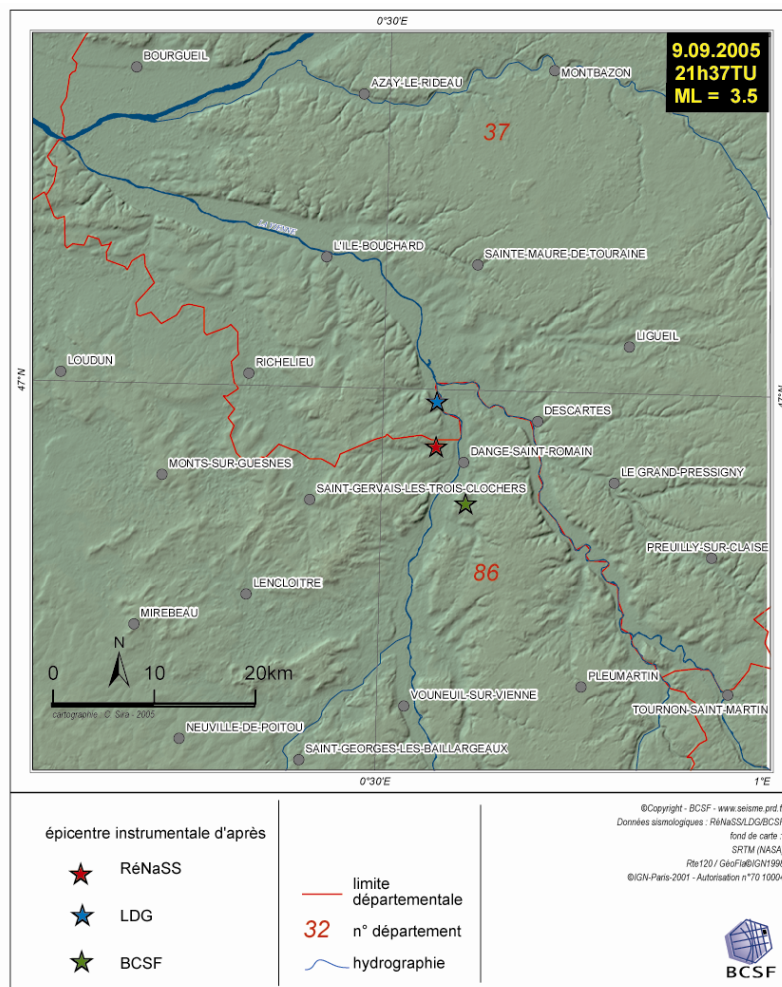 0°30'E
9.09.2005
21h37TU
ML = 3.5
BOURGUEIL
AZAY-LE-RIDEAU
MONTBAZON
37
LA VIENNE
L'ILE-BOUCHARD
SAINTE-MAURE-DE-TOURAINE
LIGUEIL
LOUDUN
RICHELIEU
47°N
47°N
DESCARTES
DANGE-SAINT-ROMAIN
MONTS-SUR-GUESNES
LE GRAND-PRESSIGNY
SAINT-GERVAIS-LES-TROIS-CLOCHERS
PREUILLY-SUR-CLAISE
86
LENCLOITRE
MIREBEAU
N
0 10 20km
cartographie : C. Sira - 2005
PLEUMARTIN
VOUNEUIL-SUR-VIENNE
TOURNON-SAINT-MARTIN
NEUVILLE-DE-POITOU
SAINT-GEORGES-LES-BAILLARGEAUX
0°30'E
1°E
épicentre instrumentale d'après
RéNaSS
LDG
BCSF
limite
départementale
32 n° département
hydrographie
©Copyright - BCSF - www.seisme.prd.f
Données sismologiques : RéNaSS/LDG/BCSF
fond de carte :
SRTM (NASA)
Rte120 / GéoFla®IGN1998
©IGN-Paris-2001 - Autorisation n°70 10004
BCSF